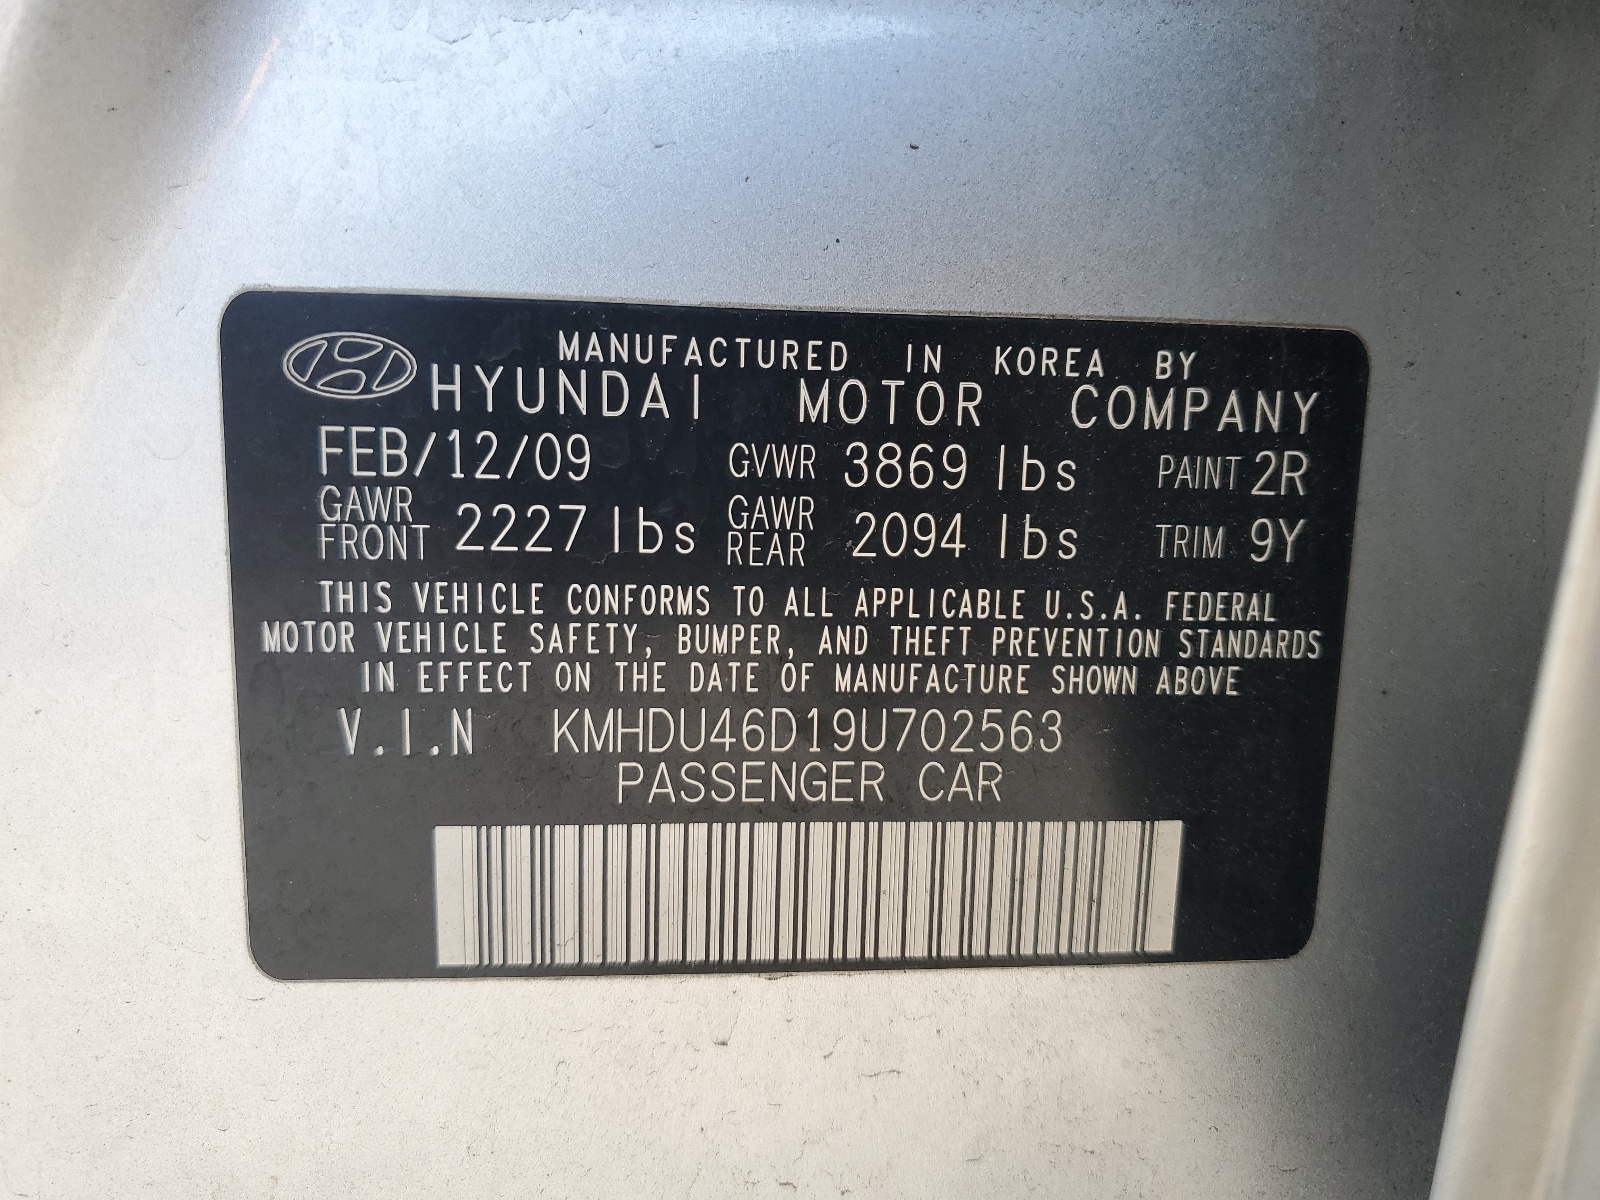 MANUFACTURED IN KOREA BY
HYUNDAI MOTOR COMPANY
FEB/12/09 GVWR 3869 lbs PAINT 2R
GAWR FRONT 2227 lbs GAWR REAR 2094 lbs TRIM 9Y
THIS VEHICLE CONFORMS TO ALL APPLICABLE U.S.A. FEDERAL
MOTOR VEHICLE SAFETY, BUMPER, AND THEFT PREVENTION STANDARDS
IN EFFECT ON THE DATE OF MANUFACTURE SHOWN ABOVE
V.I.N KMHDU46D19U702563
PASSENGER CAR